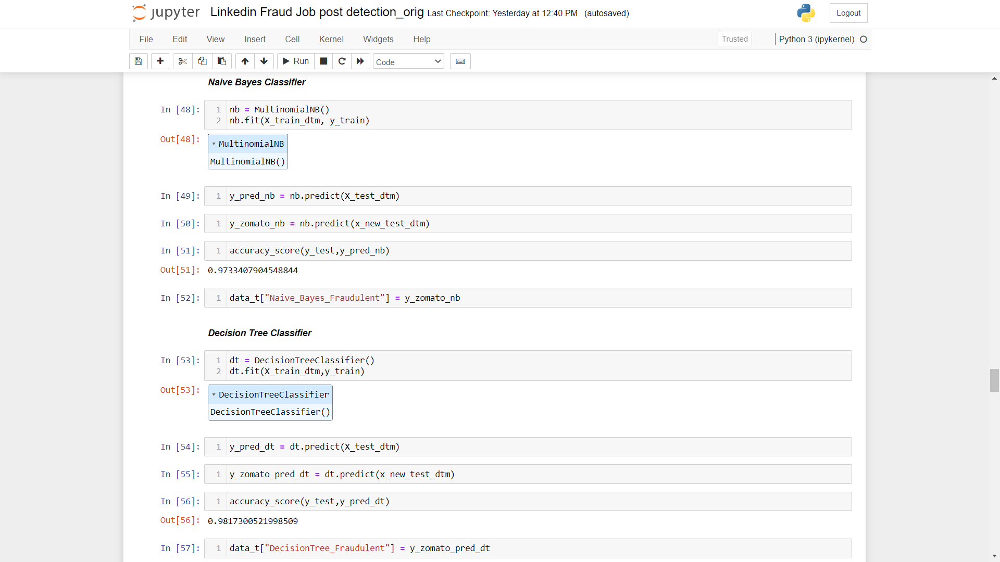 jupyter Linkedin Fraud Job post detection_orig Last Checkpoint: Yesterday at 12:40 PM (autosaved) Logout
File Edit View Insert Cell Kernel Widgets Help Trusted Python 3 (ipykernel)
Run Code
Naive Bayes Classifier
In [48]: 1 nb = MultinomialNB()
2 nb.fit(X_train_dtm, y_train)
Out[48]: MultinomialNB
MultinomialNB()
In [49]: 1 y_pred_nb = nb.predict(X_test_dtm)
In [50]: 1 y_zomato_nb = nb.predict(x_new_test_dtm)
In [51]: 1 accuracy_score(y_test,y_pred_nb)
Out[51]: 0.9733407904548844
In [52]: 1 data_t["Naive_Bayes_Fraudulent"] = y_zomato_nb
Decision Tree Classifier
In [53]: 1 dt = DecisionTreeClassifier()
2 dt.fit(X_train_dtm,y_train)
Out[53]: DecisionTreeClassifier
DecisionTreeClassifier()
In [54]: 1 y_pred_dt = dt.predict(X_test_dtm)
In [55]: 1 y_zomato_pred_dt = dt.predict(x_new_test_dtm)
In [56]: 1 accuracy_score(y_test,y_pred_dt)
Out[56]: 0.9817300521998509
In [57]: 1 data_t["DecisionTree_Fraudulent"] = y_zomato_pred_dt